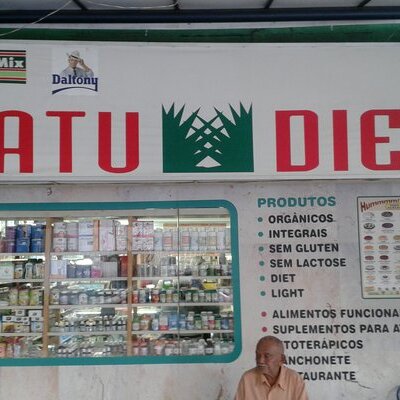 Mix
Daltony
ATU DIE
PRODUTOS
• ORGÂNICOS
• INTEGRAIS
• SEM GLUTEN
• SEM LACTOSE
• DIET
• LIGHT
• ALIMENTOS FUNCIONA
• SUPLEMENTOS PARA AT
ITOTERÁPICOS
ANCHONETE
STAURANTE